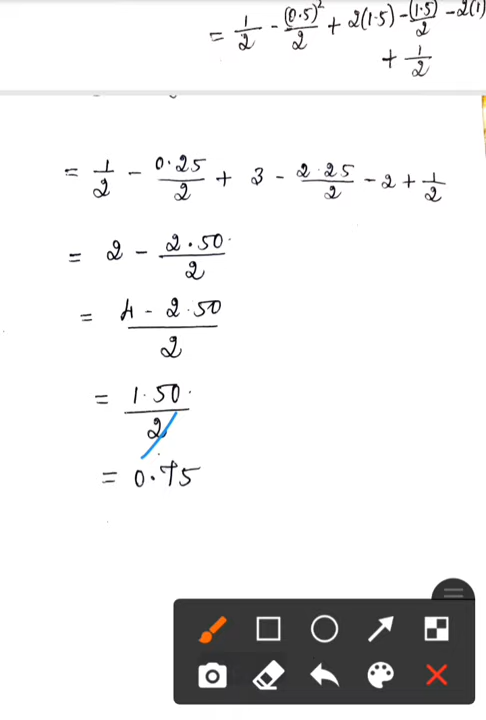 = 1/2 - (0.5)²/2 + 2(1.5) - (1.5)/2 - 2(1)
+ 1/2
= 1/2 - 0.25/2 + 3 - 2.25/2 - 2 + 1/2
= 2 - 2.50/2
= 4 - 2.50/2
= 1.50/2
= 0.75